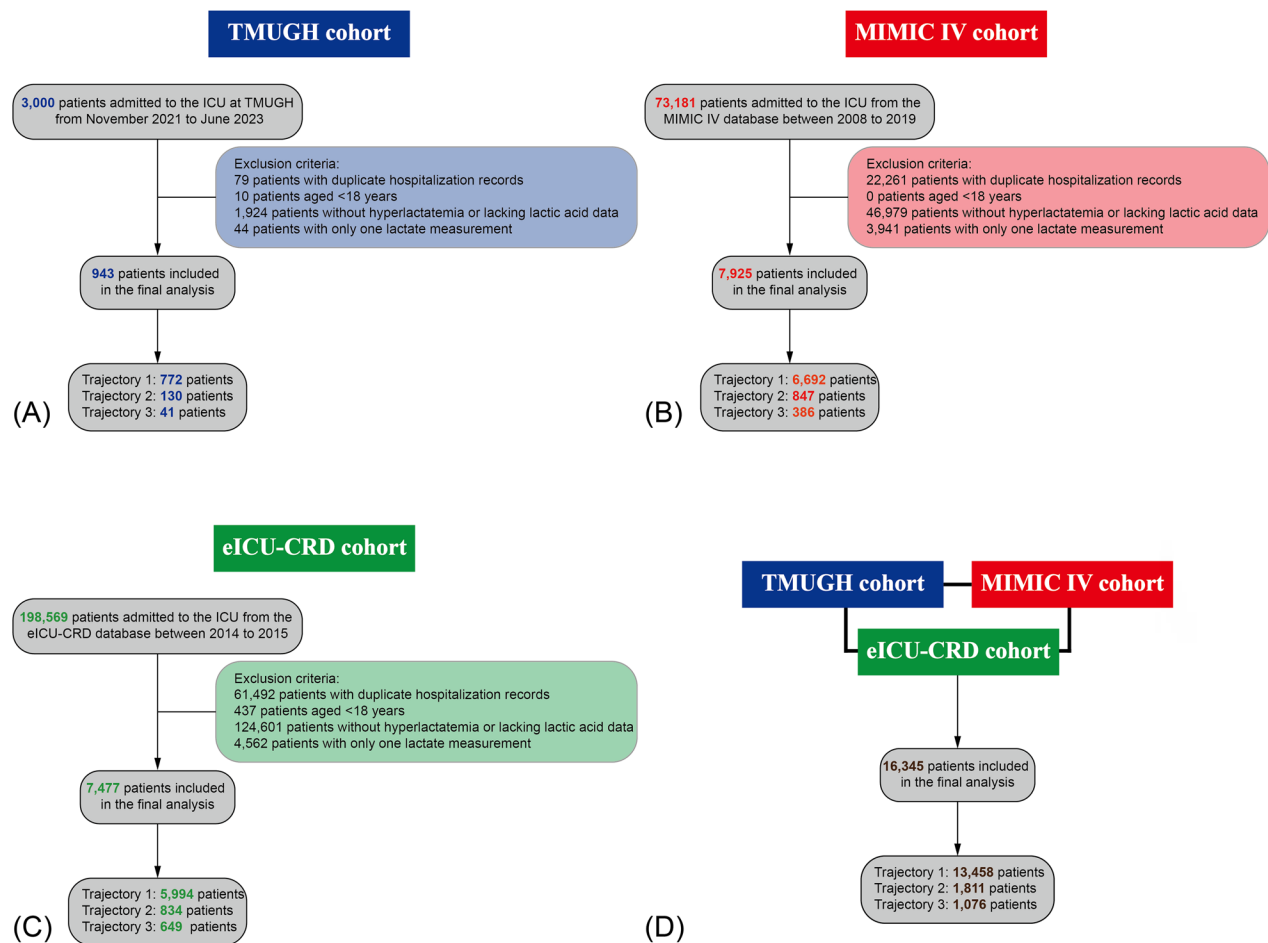 TMUGH cohort
3,000 patients admitted to the ICU at TMUGH
from November 2021 to June 2023
Exclusion criteria:
79 patients with duplicate hospitalization records
10 patients aged <18 years
1,924 patients without hyperlactatemia or lacking lactic acid data
44 patients with only one lactate measurement
943 patients included
in the final analysis
Trajectory 1: 772 patients
Trajectory 2: 130 patients
Trajectory 3: 41 patients
(A)
MIMIC IV cohort
73,181 patients admitted to the ICU from the
MIMIC IV database between 2008 to 2019
Exclusion criteria:
22,261 patients with duplicate hospitalization records
0 patients aged <18 years
46,979 patients without hyperlactatemia or lacking lactic acid data
3,941 patients with only one lactate measurement
7,925 patients included
in the final analysis
Trajectory 1: 6,692 patients
Trajectory 2: 847 patients
Trajectory 3: 386 patients
(B)
eICU-CRD cohort
198,569 patients admitted to the ICU from the
eICU-CRD database between 2014 to 2015
Exclusion criteria:
61,492 patients with duplicate hospitalization records
437 patients aged <18 years
124,601 patients without hyperlactatemia or lacking lactic acid data
4,562 patients with only one lactate measurement
7,477 patients included
in the final analysis
Trajectory 1: 5,994 patients
Trajectory 2: 834 patients
Trajectory 3: 649 patients
(C)
TMUGH cohort
MIMIC IV cohort
eICU-CRD cohort
16,345 patients included
in the final analysis
Trajectory 1: 13,458 patients
Trajectory 2: 1,811 patients
Trajectory 3: 1,076 patients
(D)